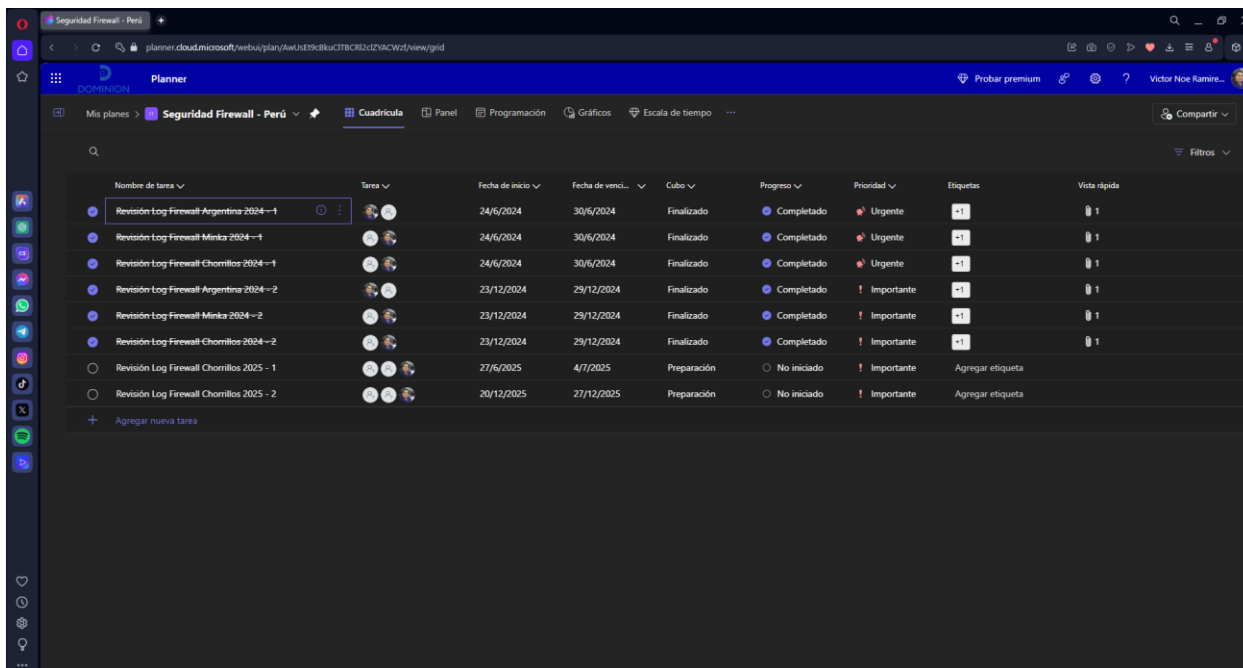 Seguridad Firewall - Perú
planner.cloud.microsoft/webui/plan/AwUsEt9cBkuClTBCRl2clZYACWzf/view/grid
DOMINION
Planner
Probar premium
Victor Noe Ramire...
Mis planes > Seguridad Firewall - Perú
Cuadrícula
Panel
Programación
Gráficos
Escala de tiempo
Compartir
Filtros
Nombre de tarea Tarea Fecha de inicio Fecha de venci... Cubo Progreso Prioridad Etiquetas Vista rápida
Revisión Log Firewall Argentina 2024 - 1 24/6/2024 30/6/2024 Finalizado Completado Urgente +1 1
Revisión Log Firewall Minka 2024 - 1 24/6/2024 30/6/2024 Finalizado Completado Urgente +1 1
Revisión Log Firewall Chorrillos 2024 - 1 24/6/2024 30/6/2024 Finalizado Completado Urgente +1 1
Revisión Log Firewall Argentina 2024 - 2 23/12/2024 29/12/2024 Finalizado Completado Importante +1 1
Revisión Log Firewall Minka 2024 - 2 23/12/2024 29/12/2024 Finalizado Completado Importante +1 1
Revisión Log Firewall Chorrillos 2024 - 2 23/12/2024 29/12/2024 Finalizado Completado Importante +1 1
Revisión Log Firewall Chorrillos 2025 - 1 27/6/2025 4/7/2025 Preparación No iniciado Importante Agregar etiqueta
Revisión Log Firewall Chorrillos 2025 - 2 20/12/2025 27/12/2025 Preparación No iniciado Importante Agregar etiqueta
Agregar nueva tarea